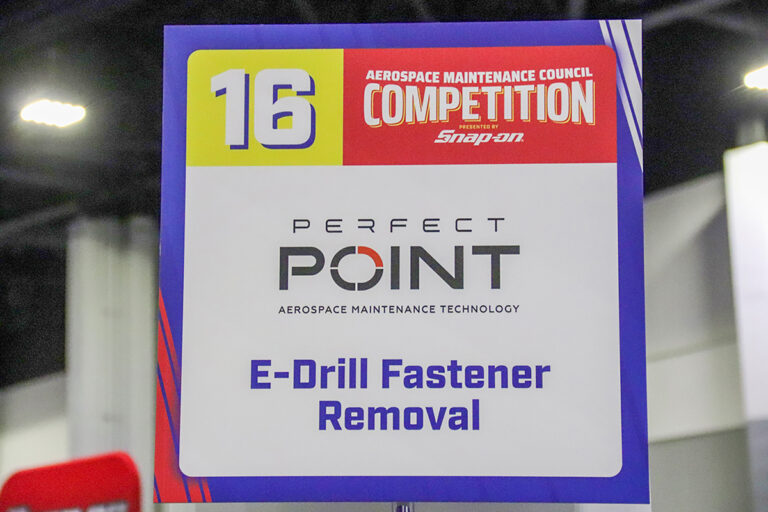 16
AEROSPACE MAINTENANCE COUNCIL
COMPETITION
PRESENTED BY
Snap-on
PERFECT
POINT
AEROSPACE MAINTENANCE TECHNOLOGY
E-Drill Fastener
Removal